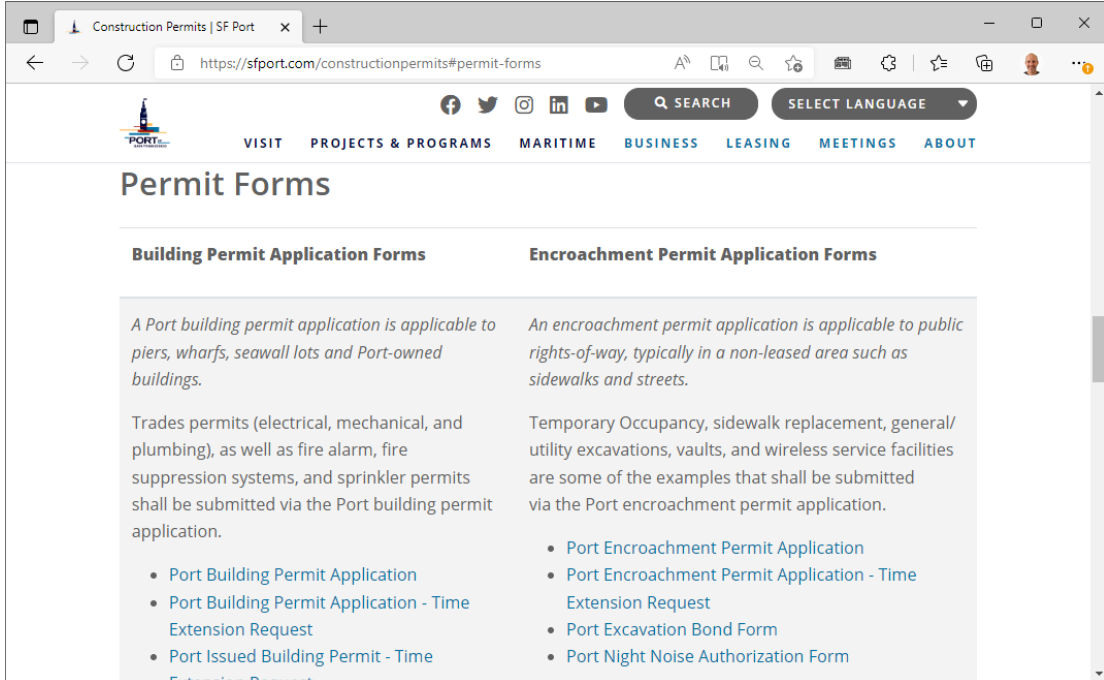 Construction Permits | SF Port
https://sfport.com/constructionpermits#permit-forms
SEARCH
SELECT LANGUAGE
PORT
VISIT PROJECTS & PROGRAMS MARITIME BUSINESS LEASING MEETINGS ABOUT
Permit Forms
Building Permit Application Forms
A Port building permit application is applicable to
piers, wharfs, seawall lots and Port-owned
buildings.
Trades permits (electrical, mechanical, and
plumbing), as well as fire alarm, fire
suppression systems, and sprinkler permits
shall be submitted via the Port building permit
application.
• Port Building Permit Application
• Port Building Permit Application - Time
Extension Request
• Port Issued Building Permit - Time
Extension Request
Encroachment Permit Application Forms
An encroachment permit application is applicable to public
rights-of-way, typically in a non-leased area such as
sidewalks and streets.
Temporary Occupancy, sidewalk replacement, general/
utility excavations, vaults, and wireless service facilities
are some of the examples that shall be submitted
via the Port encroachment permit application.
• Port Encroachment Permit Application
• Port Encroachment Permit Application - Time
Extension Request
• Port Excavation Bond Form
• Port Night Noise Authorization Form